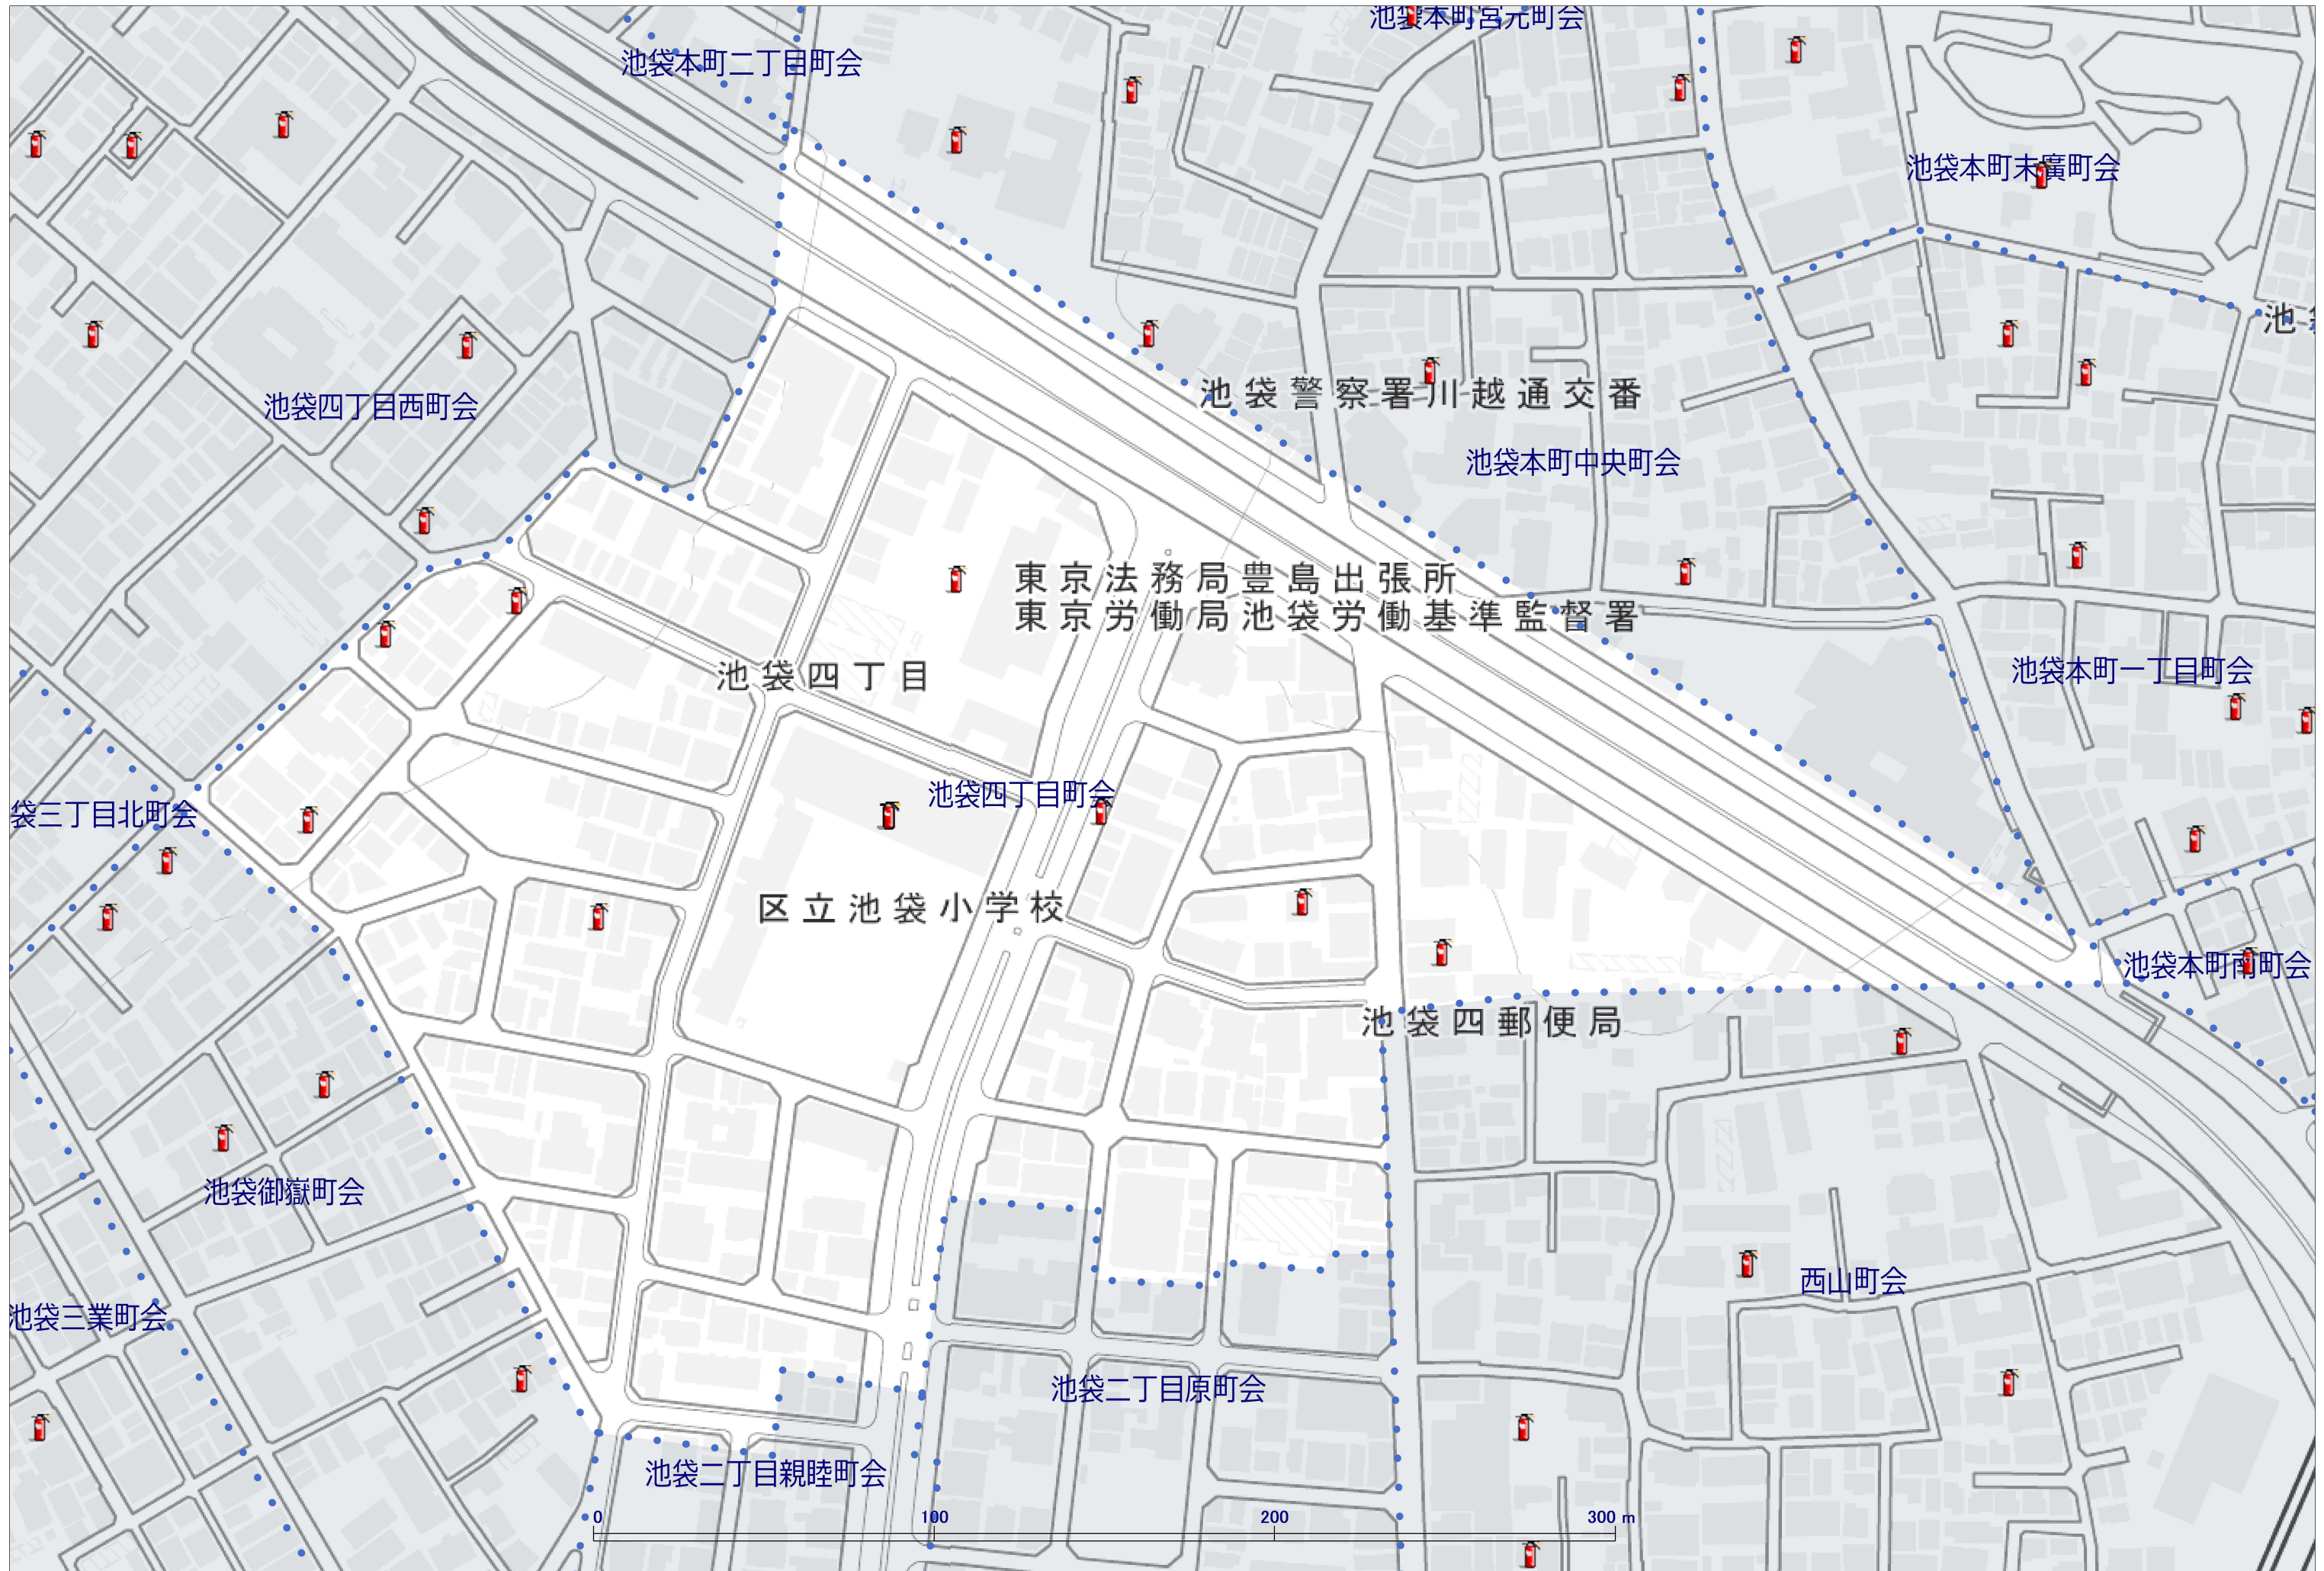 池袋本町宮元町会
池袋本町二丁目町会
池袋本町末廣町会
池袋警察署川越通交番
池袋四丁目西町会
池袋本町中央町会
東京法務局豊島出張所
東京労働局池袋労働基準監督署
池袋四丁目
池袋本町一丁目町会
池袋四丁目町会
袋三丁目北町会
区立池袋小学校
池袋本町南町会
池袋四郵便局
池袋御嶽町会
西山町会
池袋三業町会
池袋二丁目原町会
池袋二丁目親睦町会
0 100 200 300 m